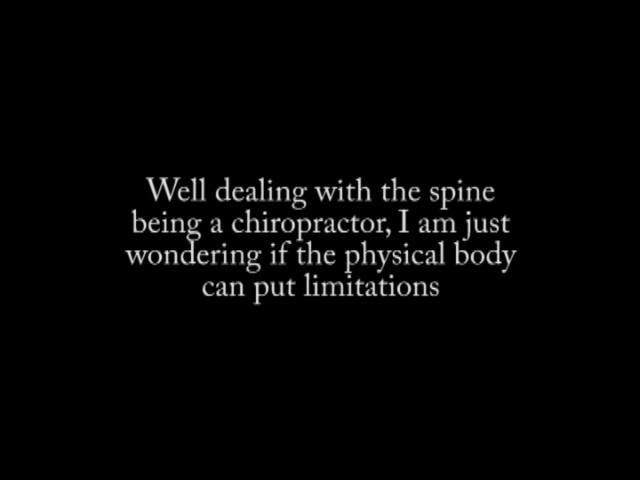 Well dealing with the spine
being a chiropractor, I am just
wondering if the physical body
can put limitations